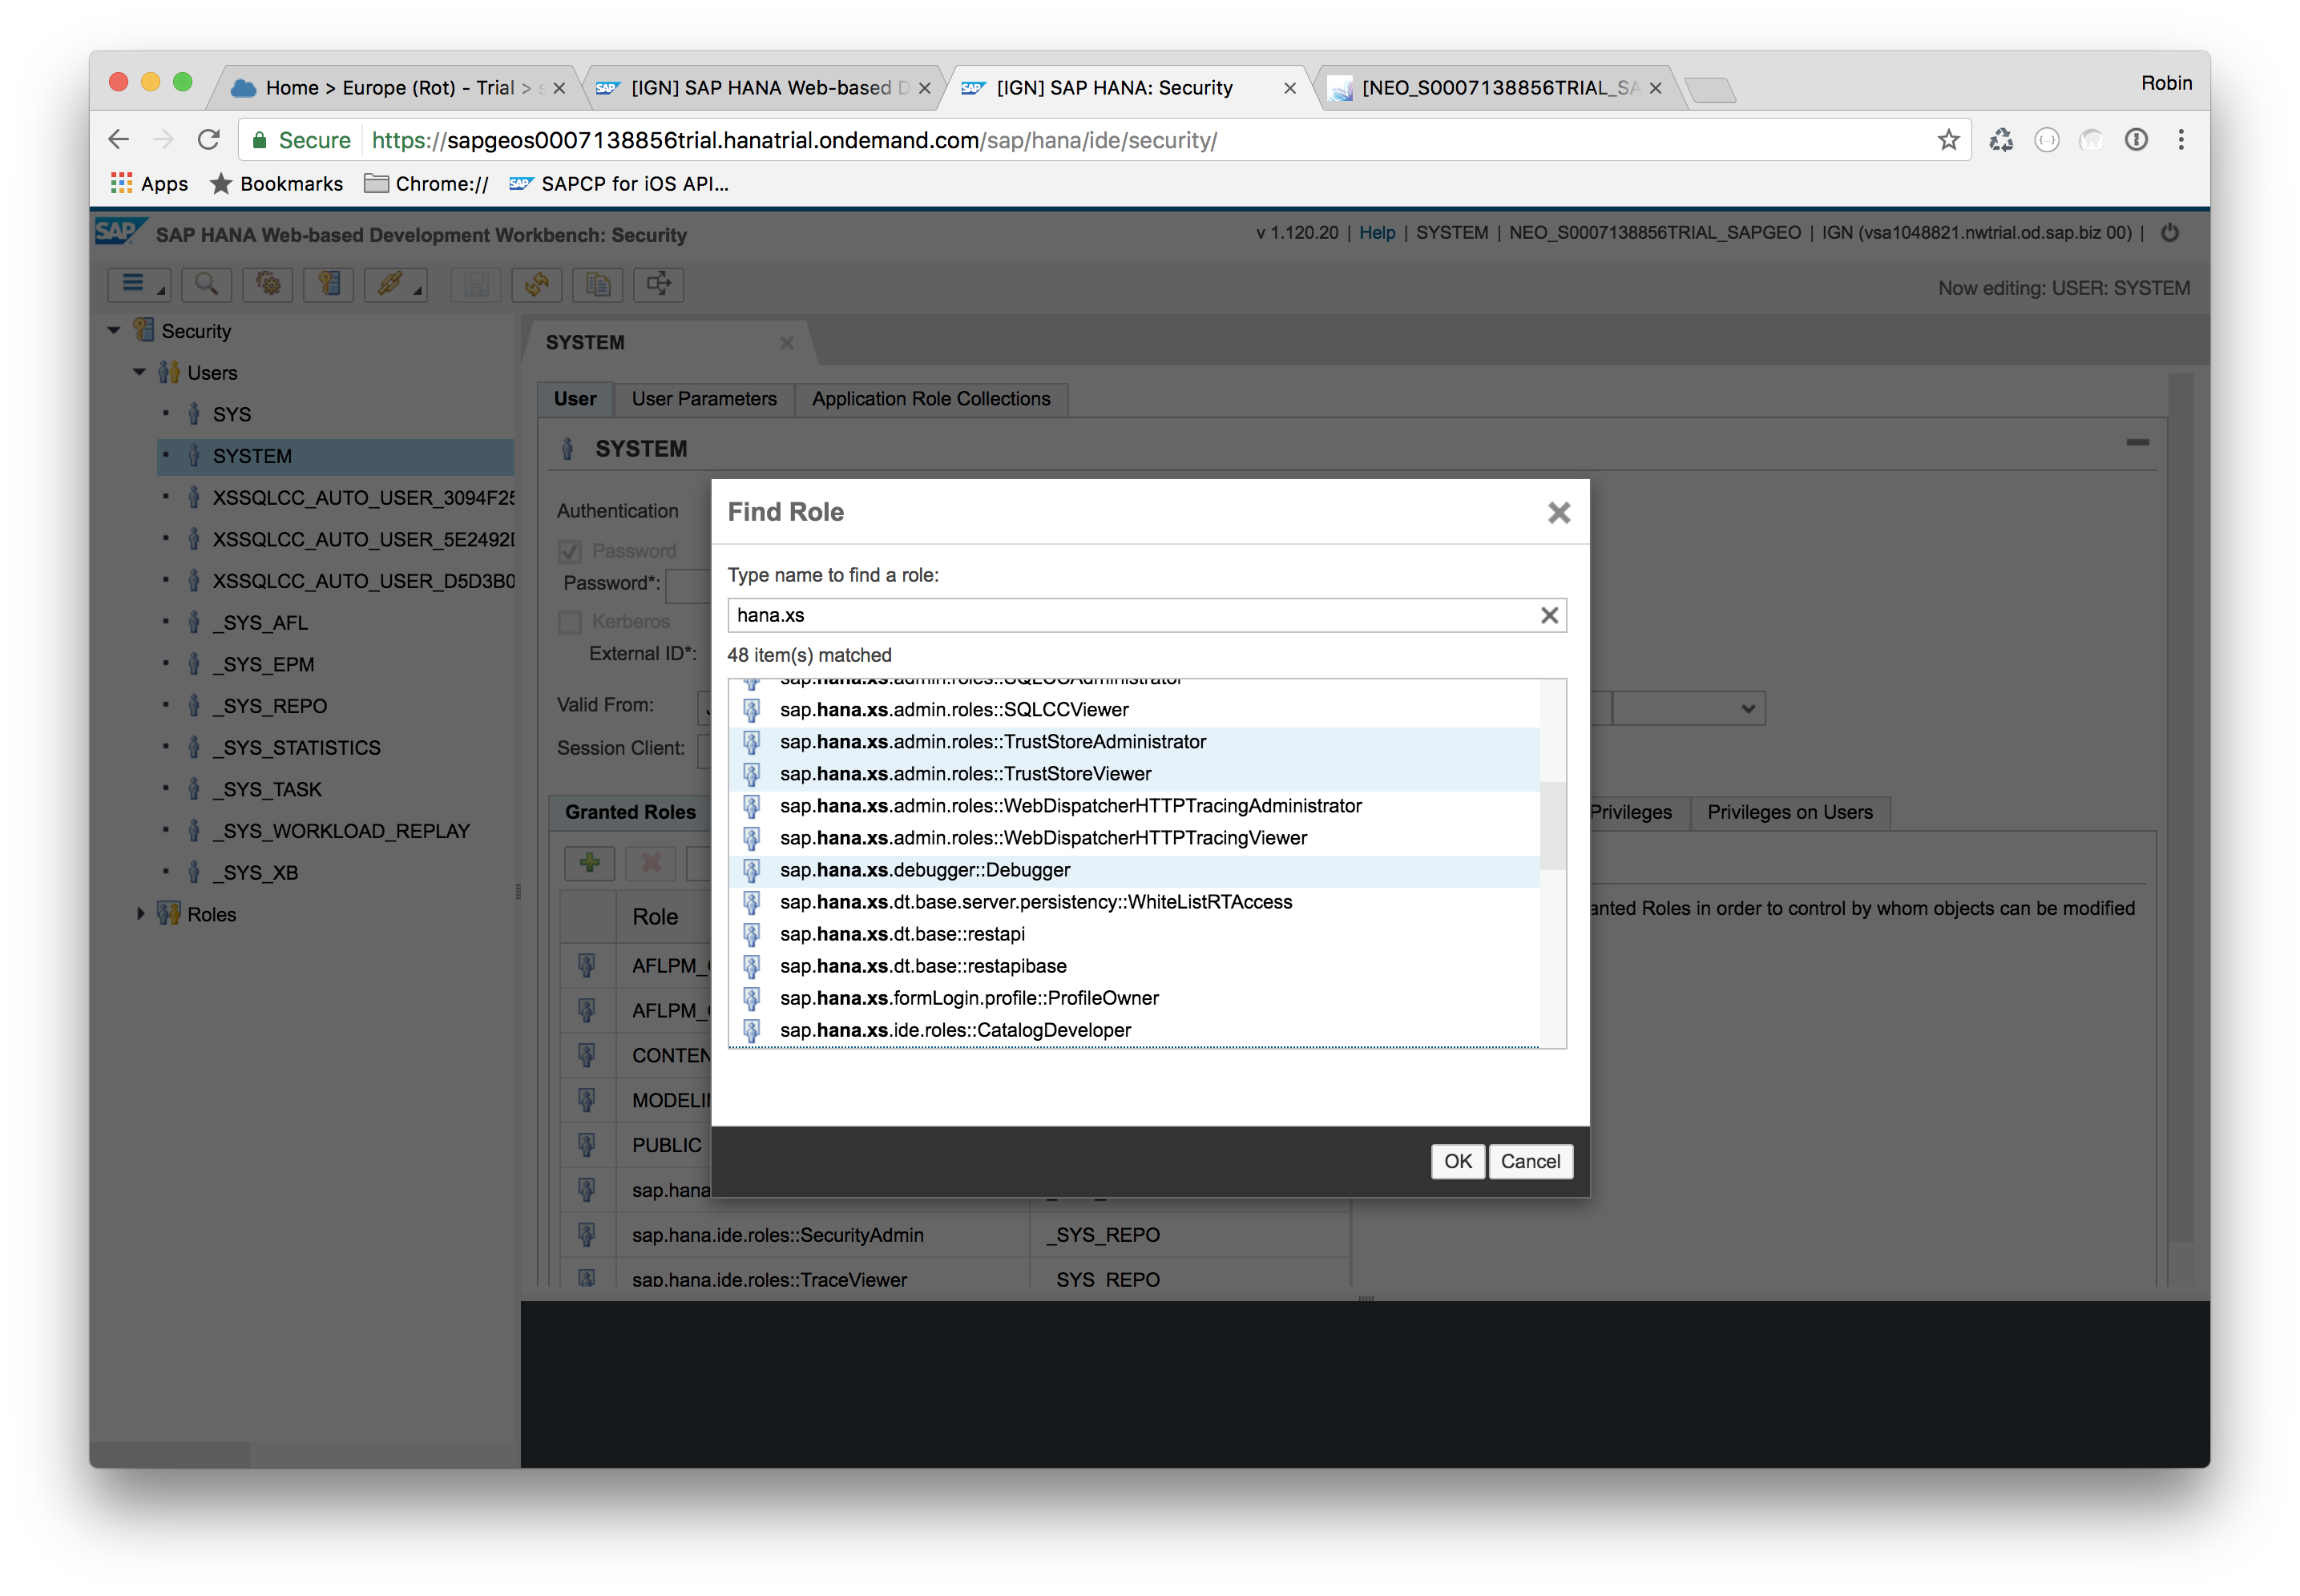 Home > Europe (Rot) - Trial > s
[IGN] SAP HANA Web-based D
[IGN] SAP HANA: Security
[NEO_S0007138856TRIAL_SA
Robin
Secure
https://sapgeos0007138856trial.hanatrial.ondemand.com/sap/hana/ide/security/
Apps
Bookmarks
Chrome://
SAP
SAPCP for iOS API...
SAP
SAP HANA Web-based Development Workbench: Security
v 1.120.20 | Help | SYSTEM | NEO_S0007138856TRIAL_SAPGEO | IGN (vsa1048821.nwtrial.od.sap.biz 00) |
Now editing: USER: SYSTEM
Security
Users
SYS
SYSTEM
XSSQLCC_AUTO_USER_3094F25
XSSQLCC_AUTO_USER_5E2492D
XSSQLCC_AUTO_USER_D5D3B0
_SYS_AFL
_SYS_EPM
_SYS_REPO
_SYS_STATISTICS
_SYS_TASK
_SYS_WORKLOAD_REPLAY
_SYS_XB
Roles
SYSTEM
User
User Parameters
Application Role Collections
SYSTEM
Authentication
Password
Password*:
Kerberos
External ID*:
Valid From:
Session Client:
Granted Roles
Privileges
Privileges on Users
anted Roles in order to control by whom objects can be modified
Role
AFLPM_
AFLPM_
CONTEN
MODELI
PUBLIC
sap.hana
sap.hana.ide.roles::SecurityAdmin
_SYS_REPO
sap.hana.ide.roles::TraceViewer
_SYS_REPO
Find Role
Type name to find a role:
hana.xs
48 item(s) matched
sap.hana.xs.admin.roles::SQLCCAdministrator
sap.hana.xs.admin.roles::SQLCCViewer
sap.hana.xs.admin.roles::TrustStoreAdministrator
sap.hana.xs.admin.roles::TrustStoreViewer
sap.hana.xs.admin.roles::WebDispatcherHTTPTracingAdministrator
sap.hana.xs.admin.roles::WebDispatcherHTTPTracingViewer
sap.hana.xs.debugger::Debugger
sap.hana.xs.dt.base.server.persistency::WhiteListRTAccess
sap.hana.xs.dt.base::restapi
sap.hana.xs.dt.base::restapibase
sap.hana.xs.formLogin.profile::ProfileOwner
sap.hana.xs.ide.roles::CatalogDeveloper
OK
Cancel